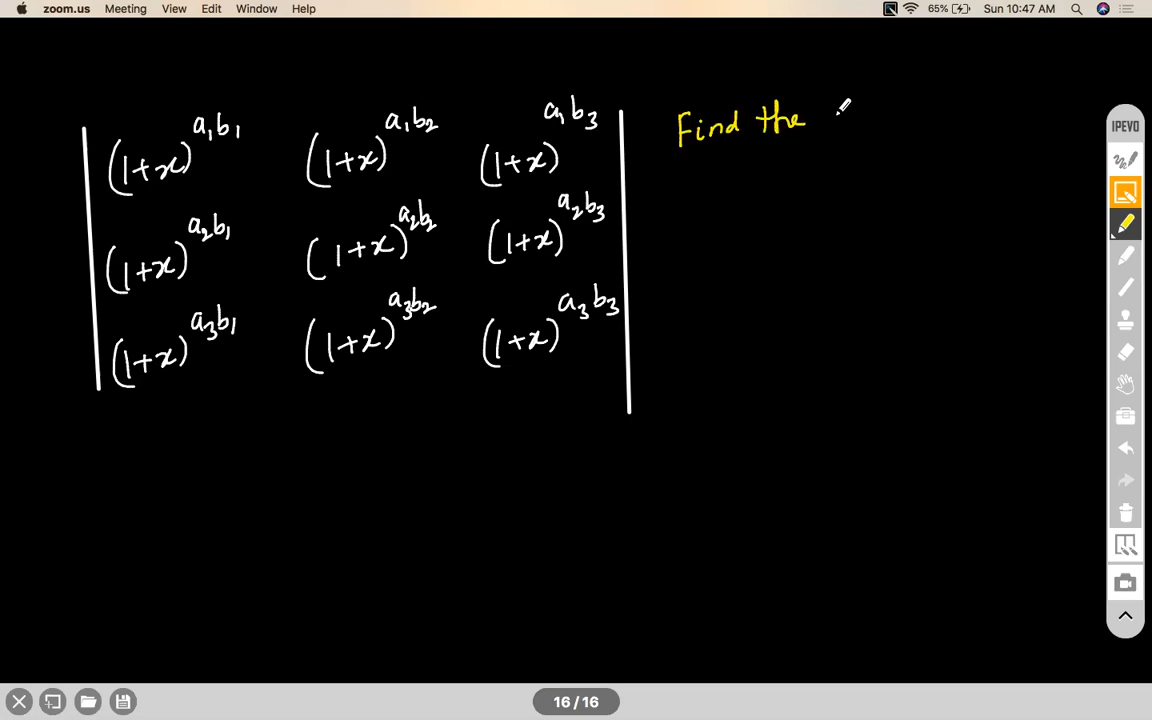 zoom.us Meeting View Edit Window Help 65% Sun 10:47 AM
(1+x)^{a₁b₁} (1+x)^{a₁b₂} (1+x)^{a₁b₃} Find the
(1+x)^{a₂b₁} (1+x)^{a₂b₂} (1+x)^{a₂b₃}
(1+x)^{a₃b₁} (1+x)^{a₃b₂} (1+x)^{a₃b₃}
IPEVO
16/16